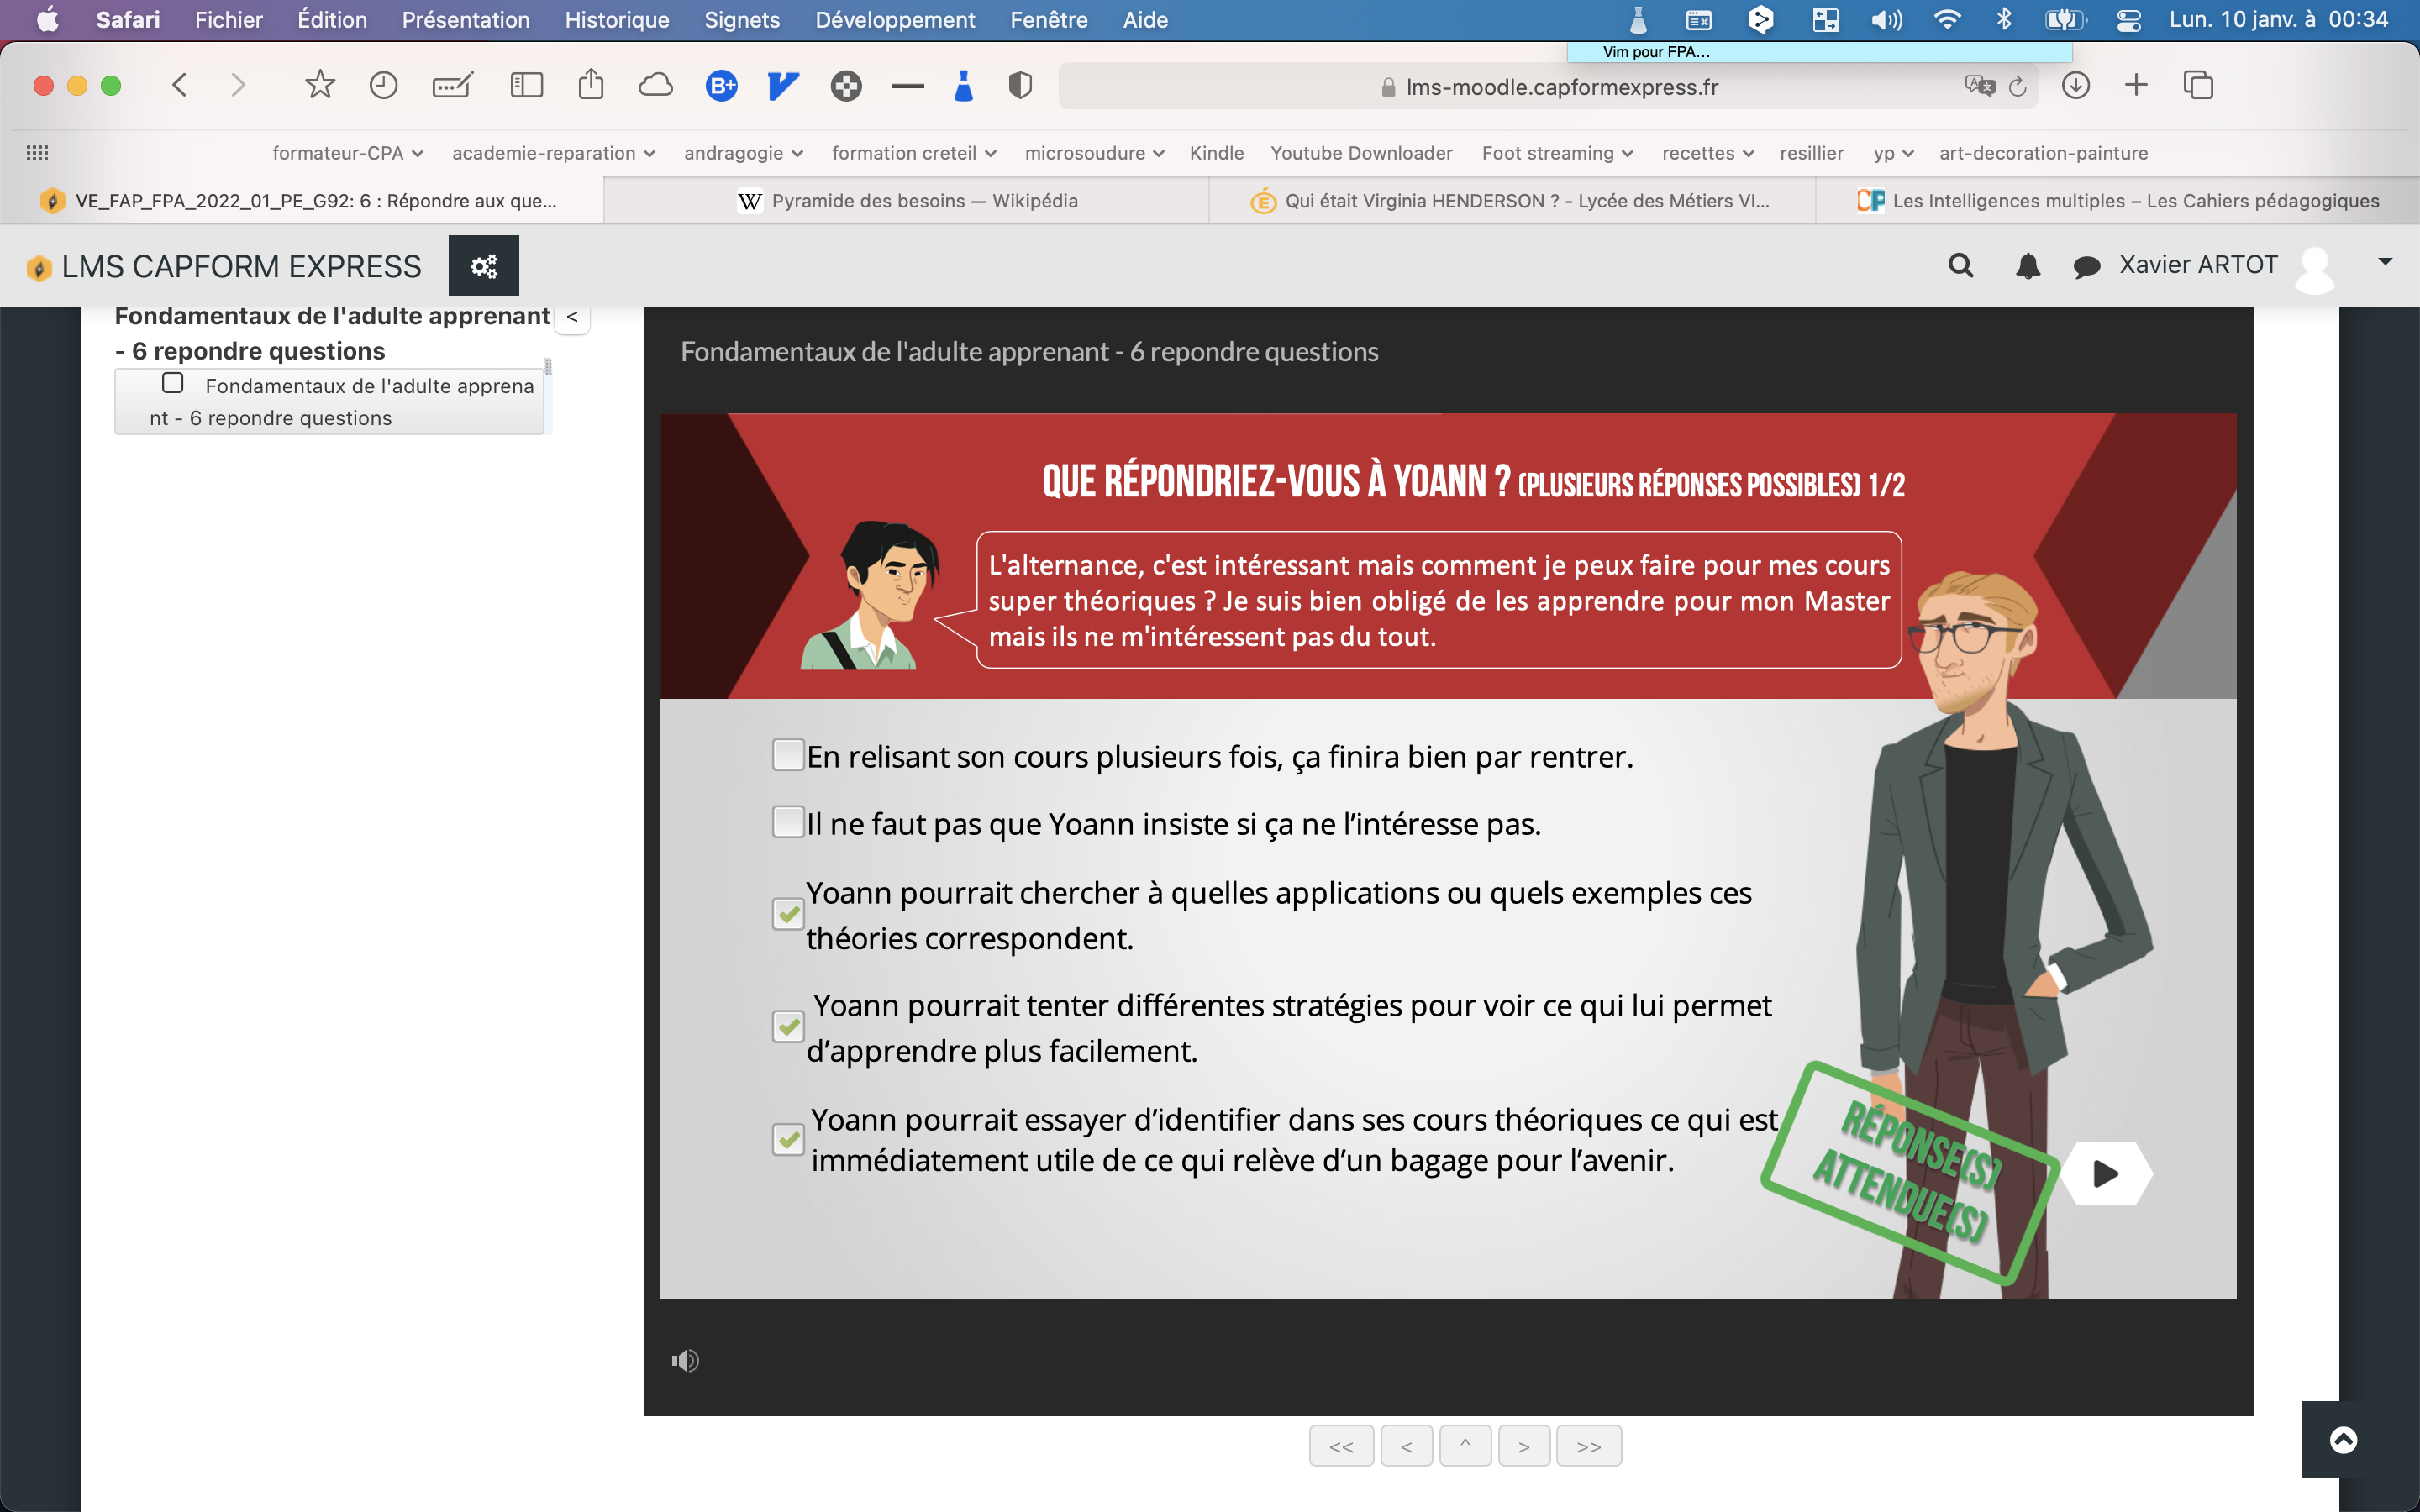 Safari Fichier Édition Présentation Historique Signets Développement Fenêtre Aide Lun. 10 janv. à 00:34
Vim pour FPA...
lms-moodle.capformexpress.fr
formateur-CPA academie-reparation andragogie formation creteil microsoudure Kindle Youtube Downloader Foot streaming recettes resillier yp art-decoration-painture
VE_FAP_FPA_2022_01_PE_G92: 6 : Répondre aux que... Pyramide des besoins — Wikipédia Qui était Virginia HENDERSON ? - Lycée des Métiers VI... Les Intelligences multiples – Les Cahiers pédagogiques
LMS CAPFORM EXPRESS Xavier ARTOT
Fondamentaux de l'adulte apprenant <
- 6 repondre questions
Fondamentaux de l'adulte apprena
nt - 6 repondre questions
Fondamentaux de l'adulte apprenant - 6 repondre questions
QUE RÉPONDRIEZ-VOUS À YOANN ? (PLUSIEURS RÉPONSES POSSIBLES) 1/2
L'alternance, c'est intéressant mais comment je peux faire pour mes cours
super théoriques ? Je suis bien obligé de les apprendre pour mon Master
mais ils ne m'intéressent pas du tout.
En relisant son cours plusieurs fois, ça finira bien par rentrer.
Il ne faut pas que Yoann insiste si ça ne l’intéresse pas.
Yoann pourrait chercher à quelles applications ou quels exemples ces
théories correspondent.
Yoann pourrait tenter différentes stratégies pour voir ce qui lui permet
d’apprendre plus facilement.
Yoann pourrait essayer d’identifier dans ses cours théoriques ce qui est
immédiatement utile de ce qui relève d’un bagage pour l’avenir.
RÉPONSE(S)
ATTENDUE(S)
<< < ^ > >>